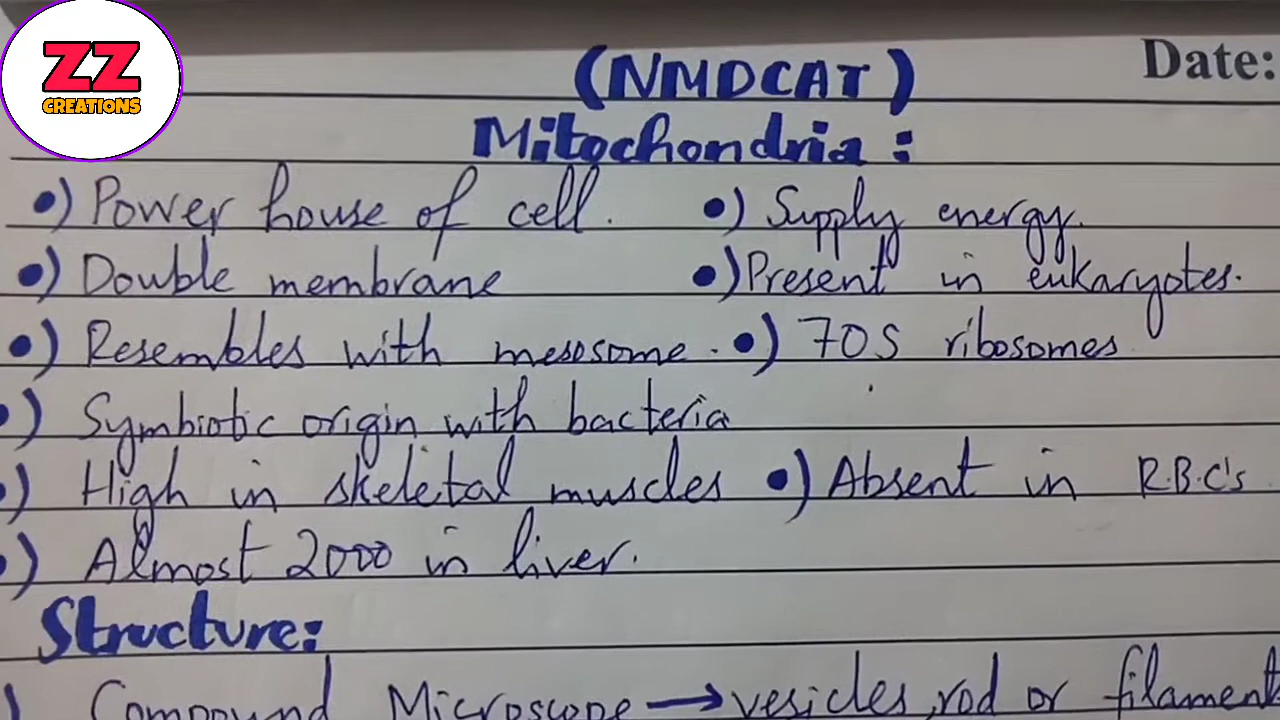 ZZ
CREATIONS
Date:
(NMDCAT)
Mitochondria :
•) Power house of cell. •) Supply energy.
•) Double membrane •) Present in eukaryotes.
•) Resembles with mesosome. •) 70S ribosomes
•) Symbiotic origin with bacteria
•) High in skeletal muscles •) Absent in R.B.C's
•) Almost 2000 in liver.
Structure:
) Compound Microscope → vesicles, rod or filament